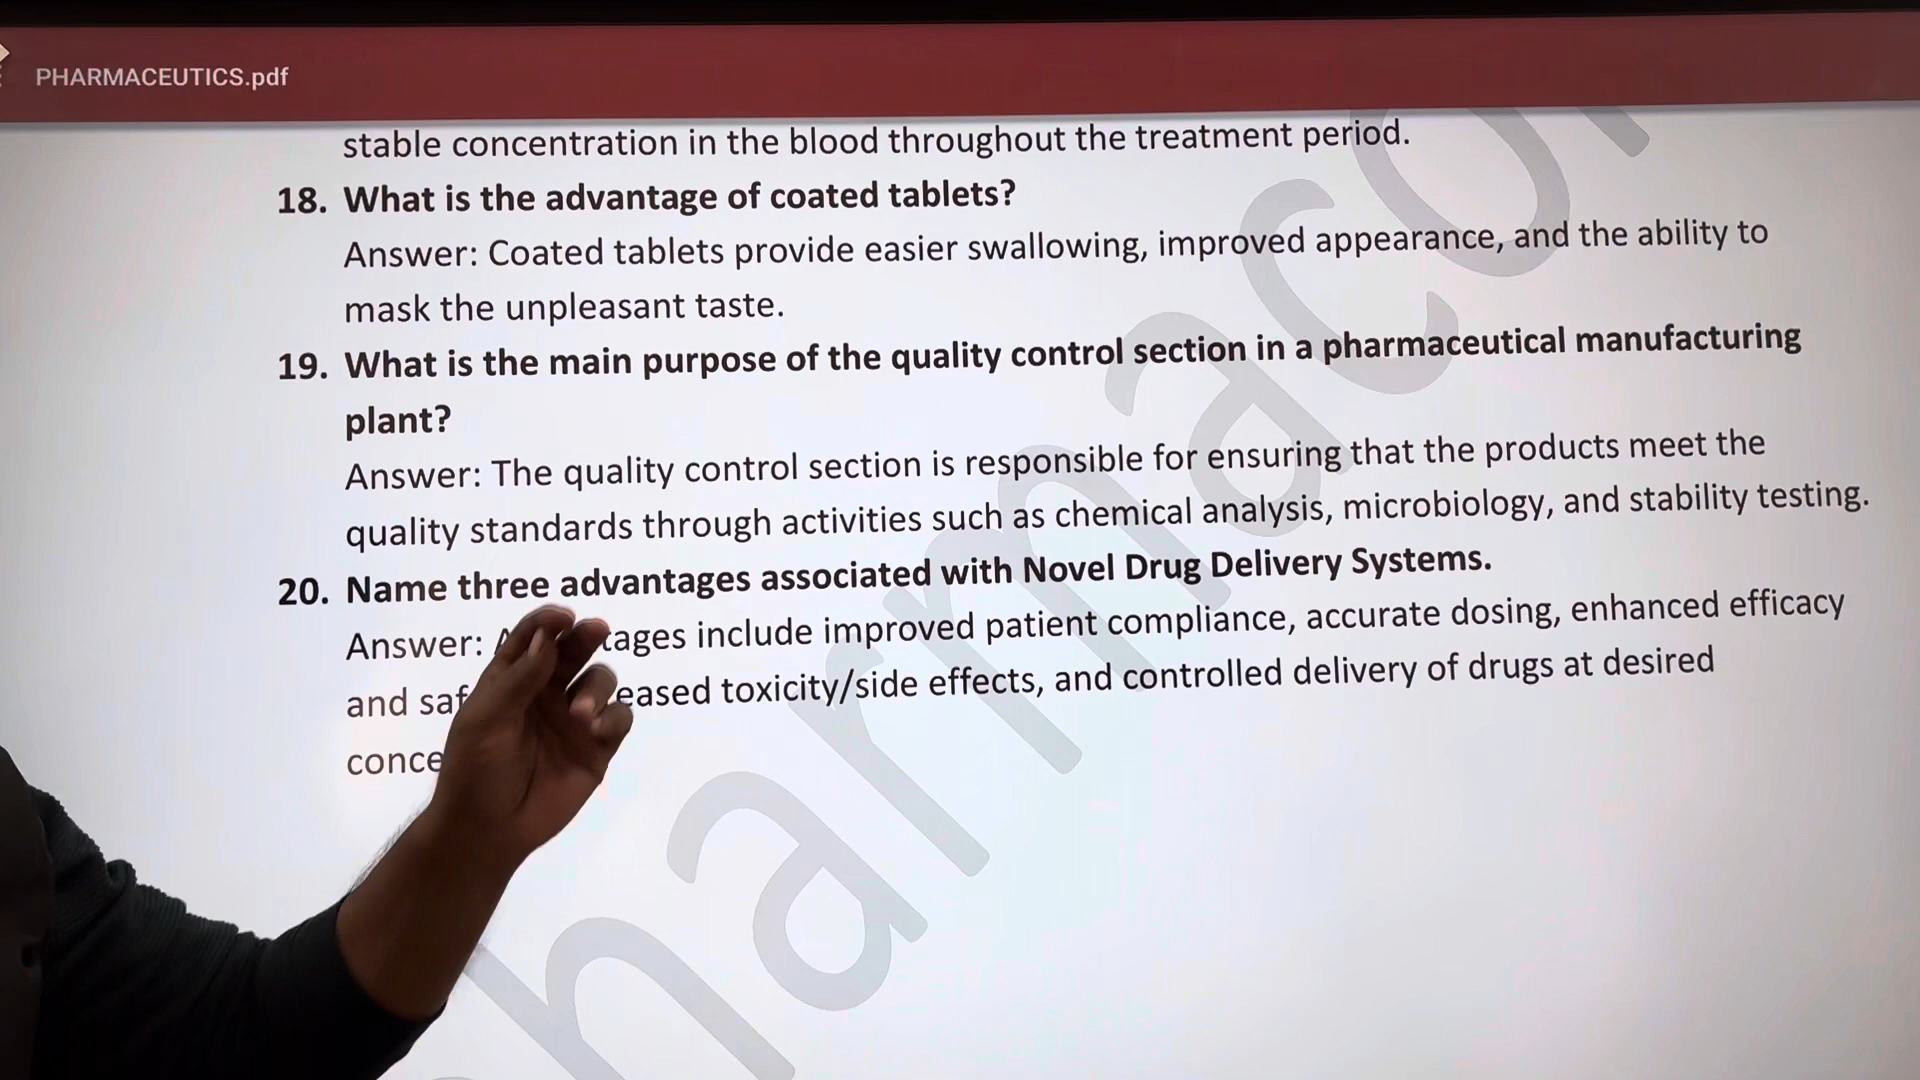 PHARMACEUTICS.pdf
stable concentration in the blood throughout the treatment period.
18. What is the advantage of coated tablets?
Answer: Coated tablets provide easier swallowing, improved appearance, and the ability to
mask the unpleasant taste.
19. What is the main purpose of the quality control section in a pharmaceutical manufacturing
plant?
Answer: The quality control section is responsible for ensuring that the products meet the
quality standards through activities such as chemical analysis, microbiology, and stability testing.
20. Name three advantages associated with Novel Drug Delivery Systems.
Answer: include improved patient compliance, accurate dosing, enhanced efficacy
and toxicity/side effects, and controlled delivery of drugs at desired